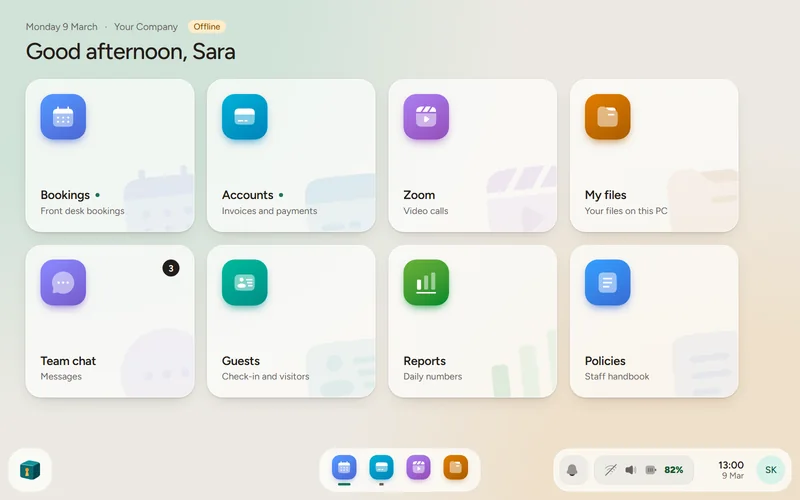 Monday 9 March · Your Company Offline
Good afternoon, Sara
Bookings
Front desk bookings
Accounts
Invoices and payments
Zoom
Video calls
My files
Your files on this PC
3
Team chat
Messages
Guests
Check-in and visitors
Reports
Daily numbers
Policies
Staff handbook
82%
13:00
9 Mar
SK